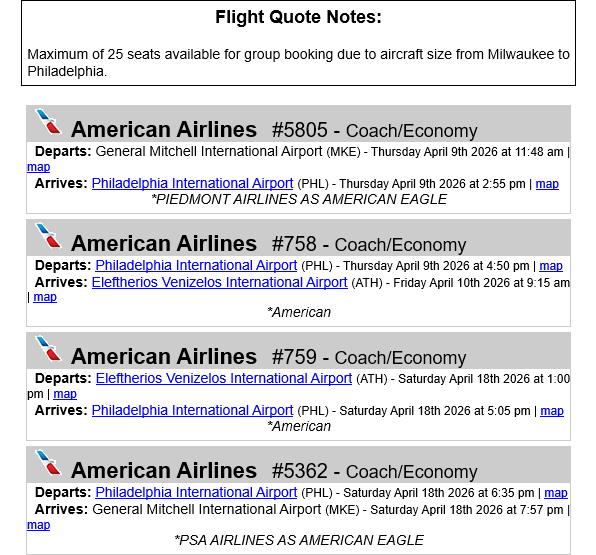 Flight Quote Notes:
Maximum of 25 seats available for group booking due to aircraft size from Milwaukee to
Philadelphia.
American Airlines #5805 - Coach/Economy
Departs: General Mitchell International Airport (MKE) - Thursday April 9th 2026 at 11:48 am |
map
Arrives: Philadelphia International Airport (PHL) - Thursday April 9th 2026 at 2:55 pm | map
*PIEDMONT AIRLINES AS AMERICAN EAGLE
American Airlines #758 - Coach/Economy
Departs: Philadelphia International Airport (PHL) - Thursday April 9th 2026 at 4:50 pm | map
Arrives: Eleftherios Venizelos International Airport (ATH) - Friday April 10th 2026 at 9:15 am
| map
*American
American Airlines #759 - Coach/Economy
Departs: Eleftherios Venizelos International Airport (ATH) - Saturday April 18th 2026 at 1:00
pm | map
Arrives: Philadelphia International Airport (PHL) - Saturday April 18th 2026 at 5:05 pm | map
*American
American Airlines #5362 - Coach/Economy
Departs: Philadelphia International Airport (PHL) - Saturday April 18th 2026 at 6:35 pm | map
Arrives: General Mitchell International Airport (MKE) - Saturday April 18th 2026 at 7:57 pm |
map
*PSA AIRLINES AS AMERICAN EAGLE